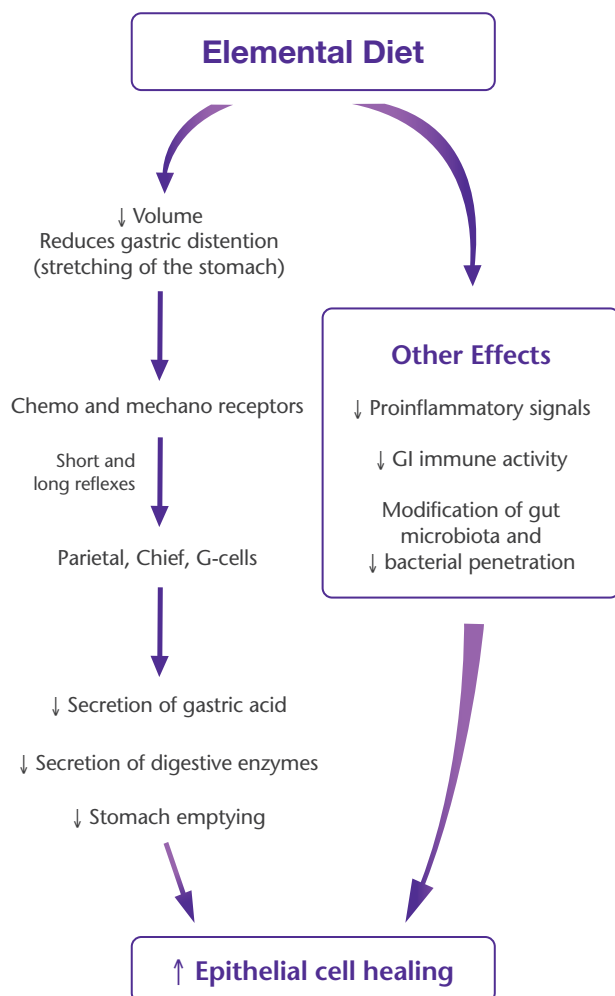 Elemental Diet
↓ Volume
Reduces gastric distention
(stretching of the stomach)
Chemo and mechano receptors
Short and
long reflexes
Parietal, Chief, G-cells
↓ Secretion of gastric acid
↓ Secretion of digestive enzymes
↓ Stomach emptying
Other Effects
↓ Proinflammatory signals
↓ GI immune activity
Modification of gut
microbiota and
↓ bacterial penetration
↑ Epithelial cell healing